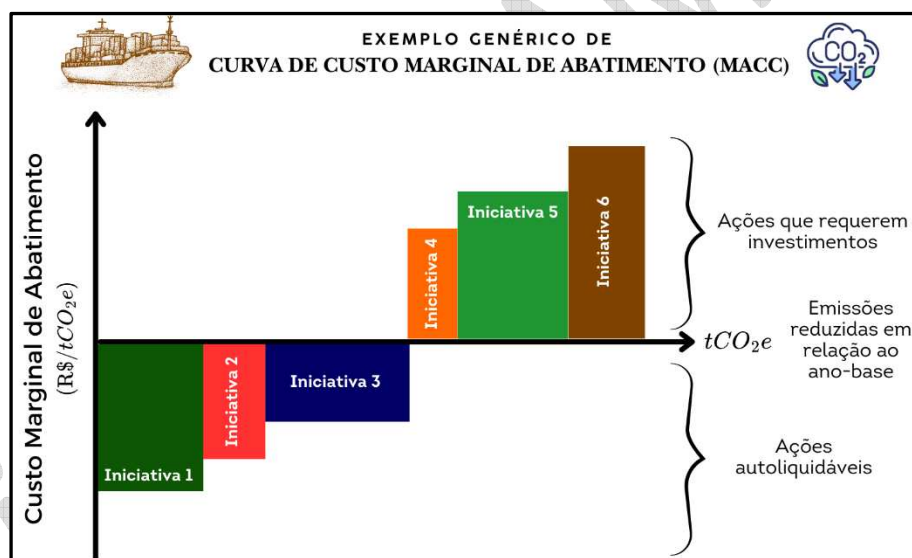 EXEMPLO GENÉRICO DE
CURVA DE CUSTO MARGINAL DE ABATIMENTO (MACC)
CO₂
Custo Marginal de Abatimento
(R$/tCO₂e)
Iniciativa 1
Iniciativa 2
Iniciativa 3
Iniciativa 4
Iniciativa 5
Iniciativa 6
Ações que requerem
investimentos
tCO₂e
Emissões
reduzidas em
relação ao
ano-base
Ações
autoliquidáveis